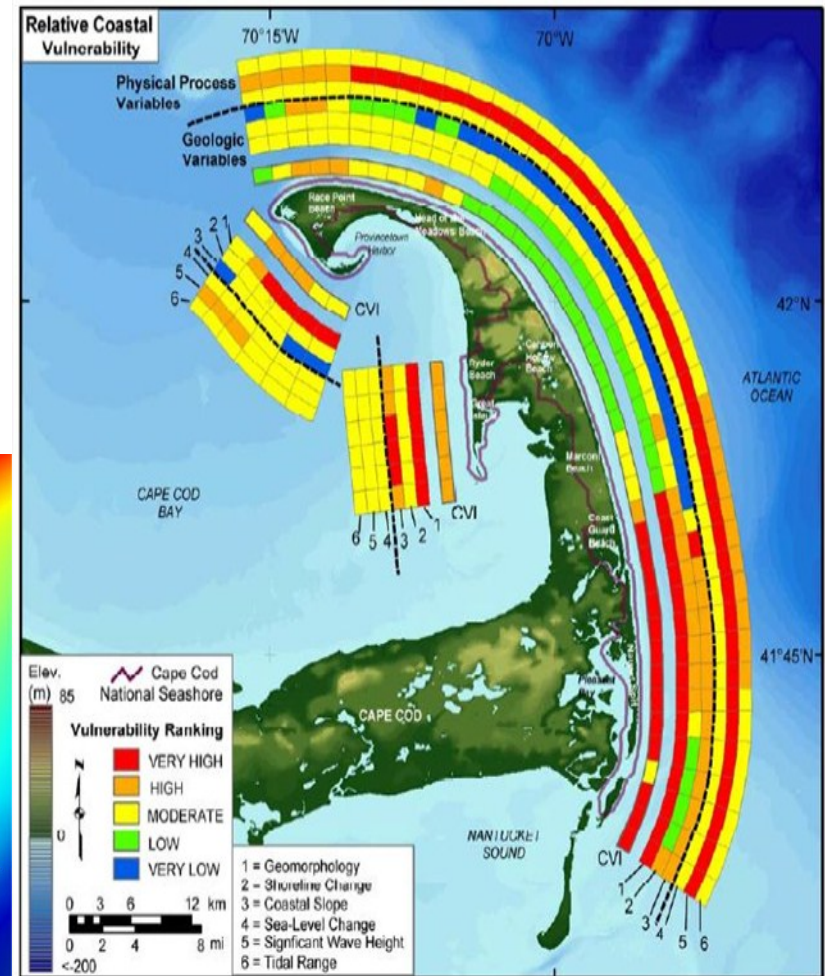 Relative Coastal
Vulnerability
70°15'W
70°W
Physical Process
Variables
Geologic
Variables
Race Point
Beach
Head of the
Meadows Beach
Provincetown
Harbor
1
2
3
4
5
6
CVI
42°N
Ryder
Beach
Great
Island
ATLANTIC
OCEAN
Marconi
Beach
CAPE COD
BAY
6
5
4
3
2
1
CVI
Coast
Guard
Beach
41°45'N
Pleasant
Bay
CAPE COD
NANTUCKET
SOUND
CVI
1
2
3
4
5
6
Elev.
(m) 85
0
<-200
Cape Cod
National Seashore
Vulnerability Ranking
VERY HIGH
HIGH
MODERATE
LOW
VERY LOW
N
0 3 6 12 km
0 2 4 8 mi
1 = Geomorphology
2 = Shoreline Change
3 = Coastal Slope
4 = Sea-Level Change
5 = Signficant Wave Height
6 = Tidal Range